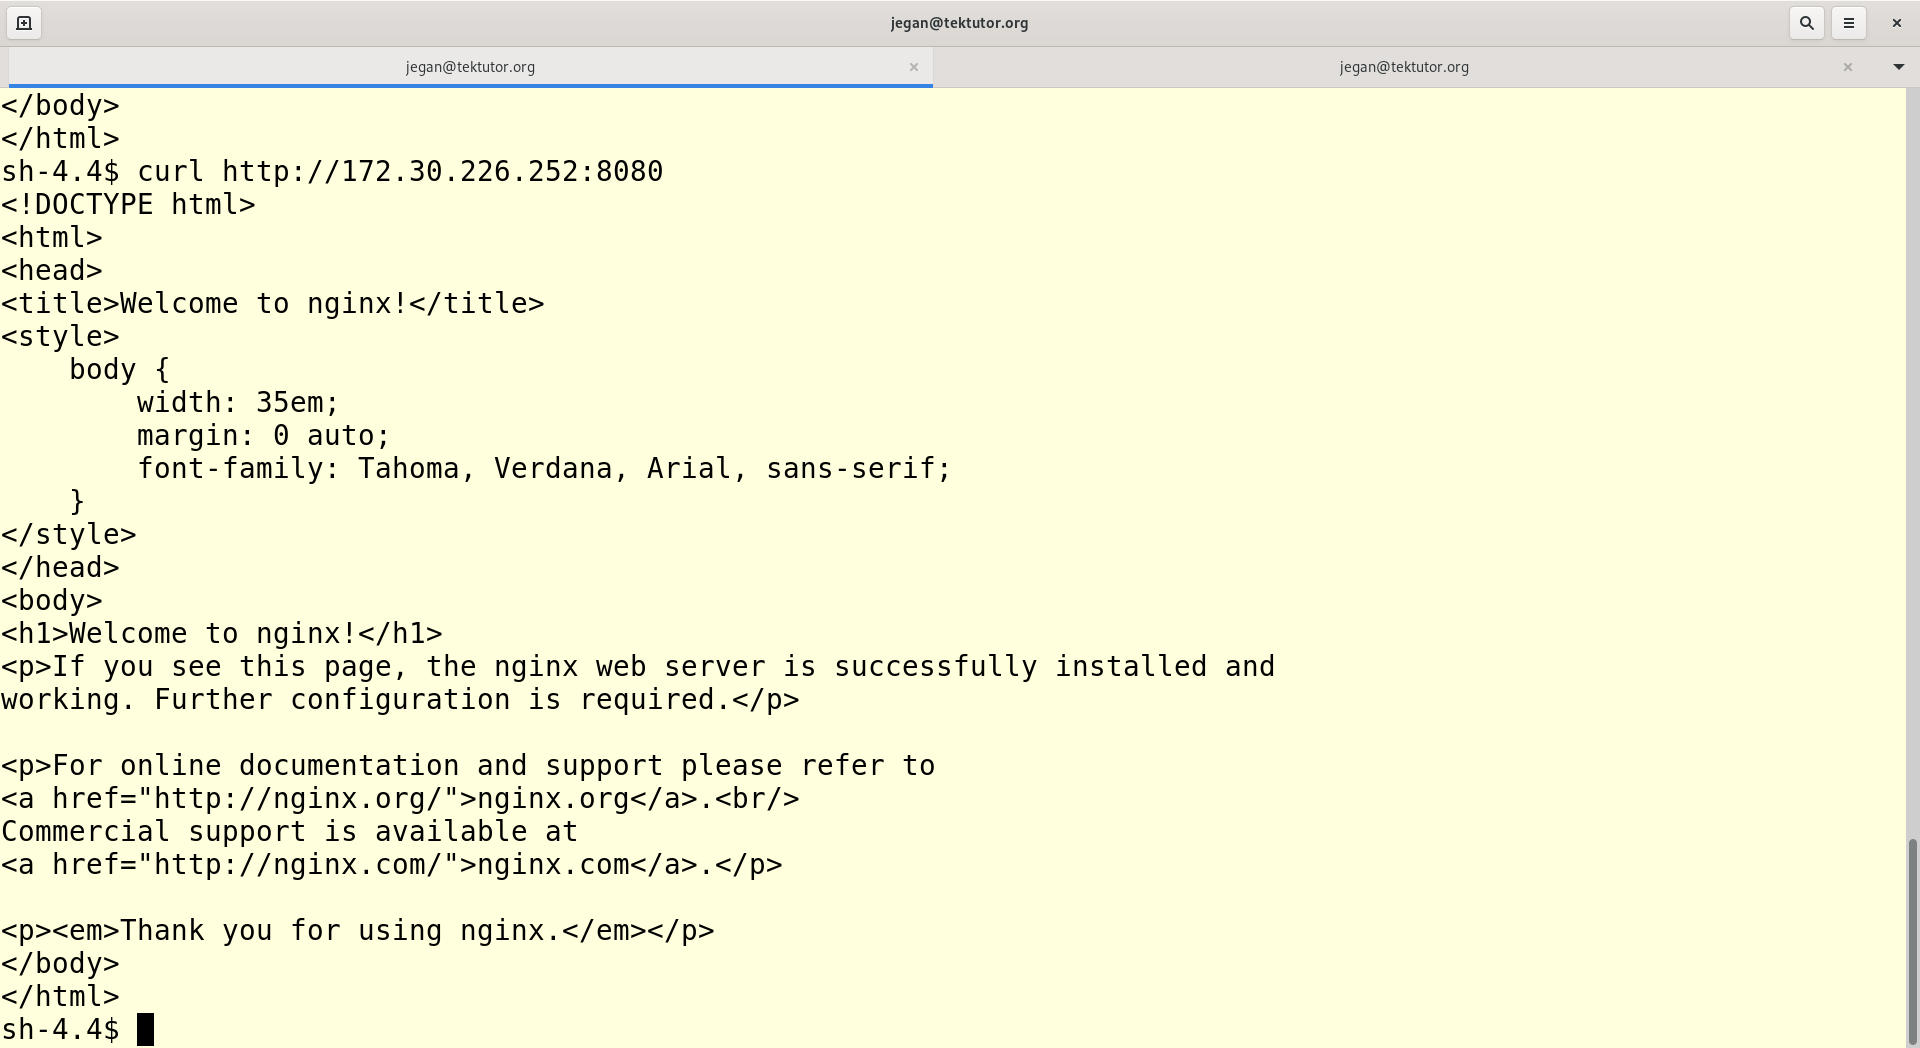 jegan@tektutor.org
jegan@tektutor.org
jegan@tektutor.org
</body>
</html>
sh-4.4$ curl http://172.30.226.252:8080
<!DOCTYPE html>
<html>
<head>
<title>Welcome to nginx!</title>
<style>
    body {
        width: 35em;
        margin: 0 auto;
        font-family: Tahoma, Verdana, Arial, sans-serif;
    }
</style>
</head>
<body>
<h1>Welcome to nginx!</h1>
<p>If you see this page, the nginx web server is successfully installed and
working. Further configuration is required.</p>

<p>For online documentation and support please refer to
<a href="http://nginx.org/">nginx.org</a>.<br/>
Commercial support is available at
<a href="http://nginx.com/">nginx.com</a>.</p>

<p><em>Thank you for using nginx.</em></p>
</body>
</html>
sh-4.4$